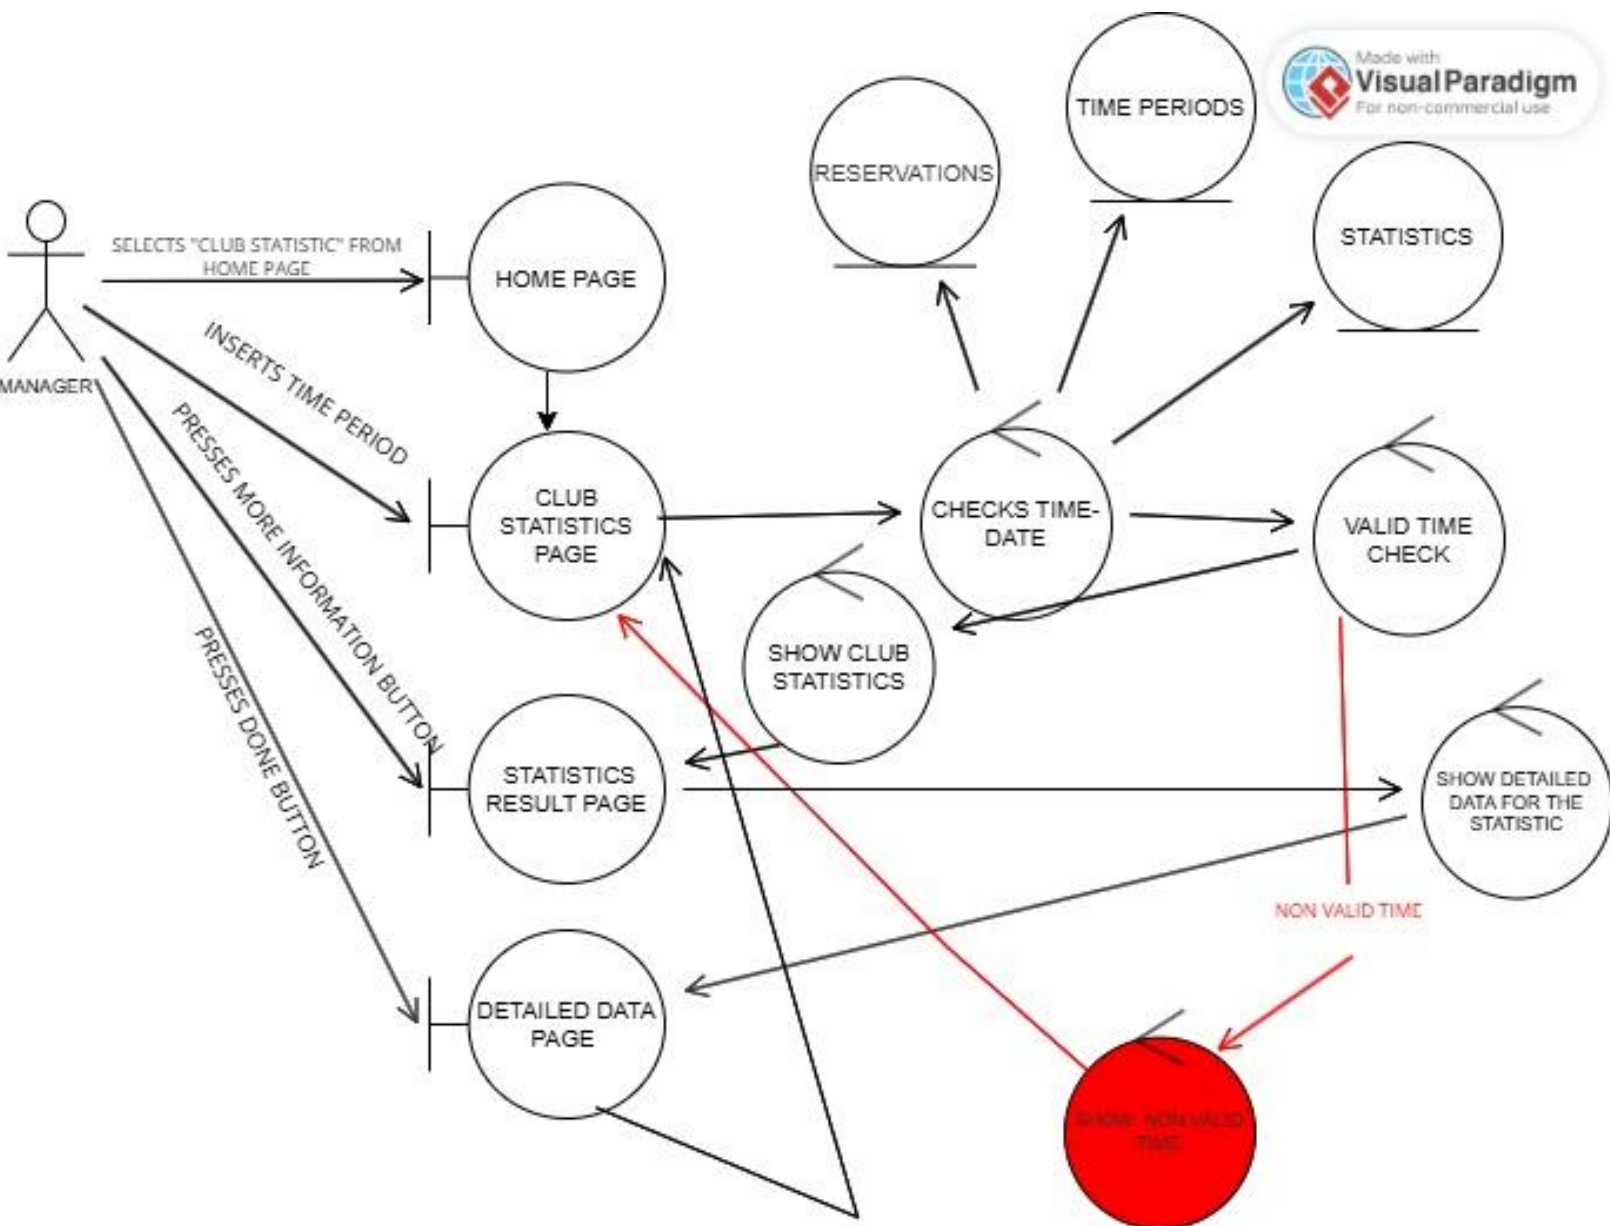 Made with
Visual Paradigm
For non-commercial use
TIME PERIODS
RESERVATIONS
STATISTICS
SELECTS "CLUB STATISTIC" FROM
HOME PAGE
HOME PAGE
MANAGER
INSERTS TIME PERIOD
PRESSES MORE INFORMATION BUTTON
PRESSES DONE BUTTON
CLUB
STATISTICS
PAGE
CHECKS TIME-
DATE
VALID TIME
CHECK
SHOW CLUB
STATISTICS
STATISTICS
RESULT PAGE
SHOW DETAILED
DATA FOR THE
STATISTIC
NON VALID TIME
DETAILED DATA
PAGE
SHOW NON VALID
TIME